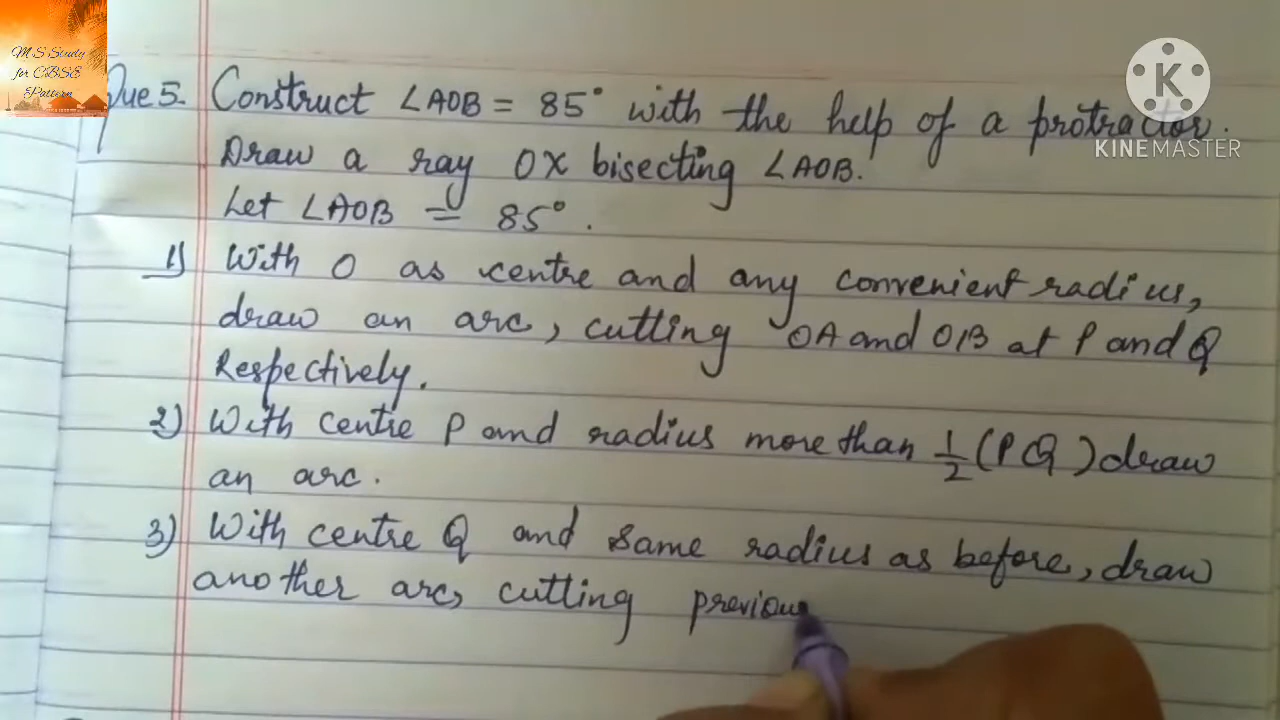 M.S Study
for CBSE
Pattern
KINEMASTER
Que 5. Construct ∠AOB = 85° with the help of a protractor.
Draw a ray OX bisecting ∠AOB.
Let ∠AOB = 85°.
1) With O as centre and any convenient radius,
draw an arc, cutting OA and OB at P and Q
Respectively.
2) With centre P and radius more than 1/2 (PQ) draw
an arc.
3) With centre Q and same radius as before, draw
another arc, cutting previou